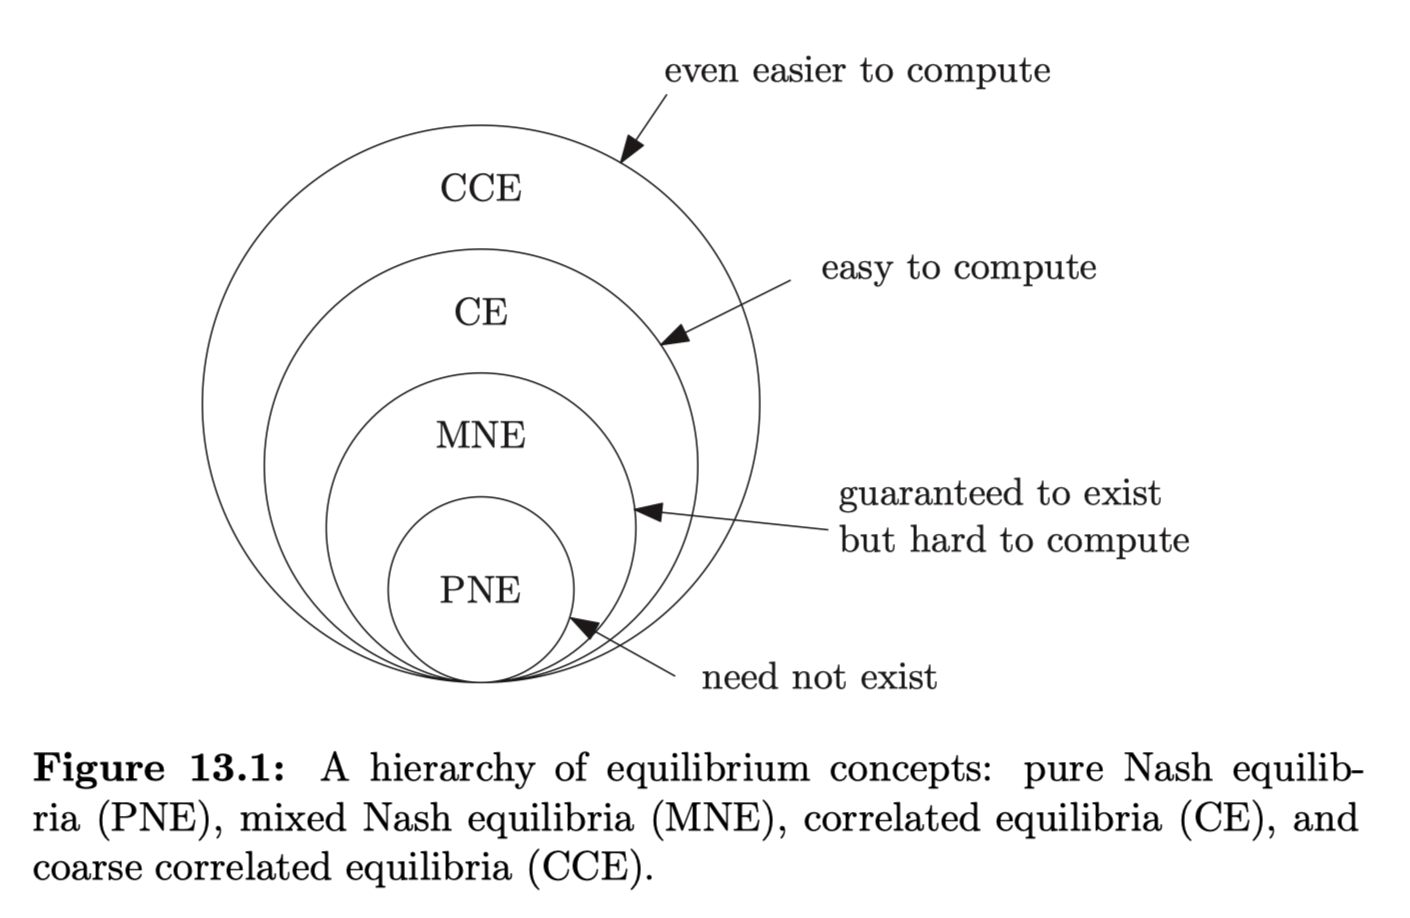 even easier to compute
CCE
easy to compute
CE
MNE
guaranteed to exist
but hard to compute
PNE
need not exist
Figure 13.1: A hierarchy of equilibrium concepts: pure Nash equilib-
ria (PNE), mixed Nash equilibria (MNE), correlated equilibria (CE), and
coarse correlated equilibria (CCE).